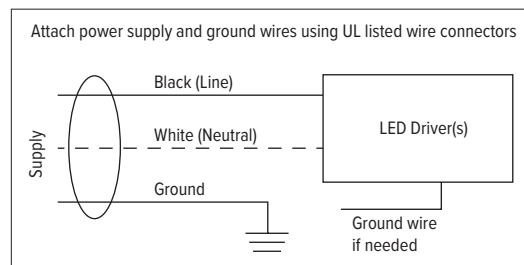 Attach power supply and ground wires using UL listed wire connectors
Black (Line)
White (Neutral)
LED Driver(s)
Supply
Ground
Ground wire
if needed